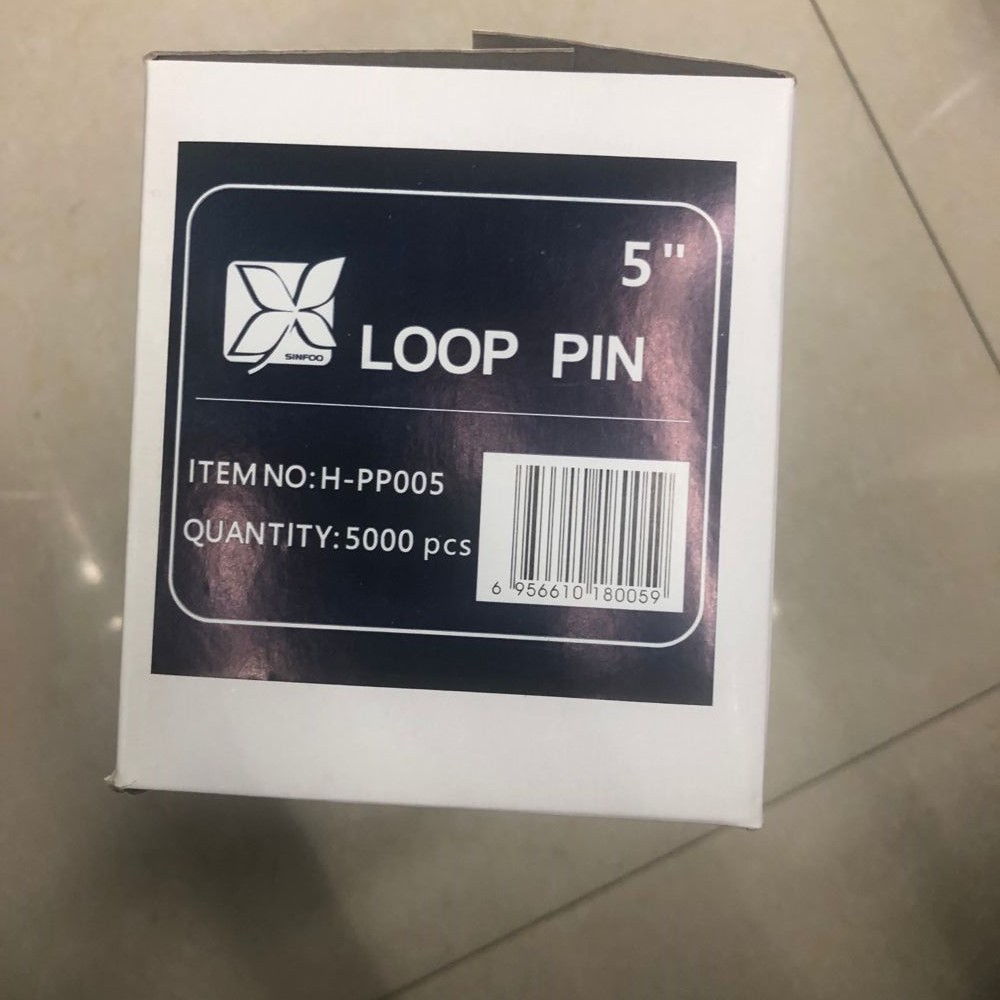 5"
SINFOO
LOOP PIN
ITEM NO:H-PP005
QUANTITY:5000 pcs
6 956610 180059